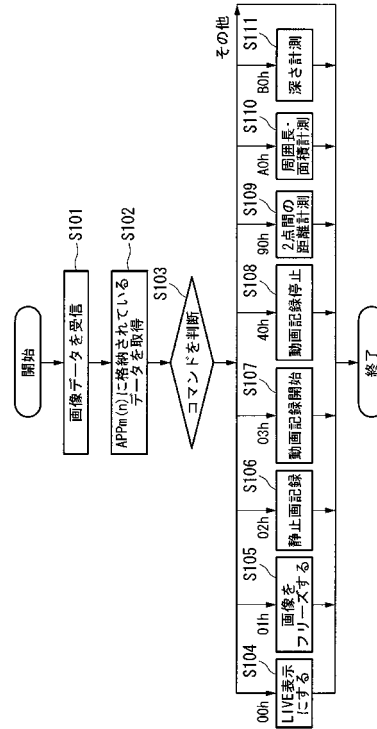 開始
S101
画像データを受信
S102
APPm(n)に格納されている
データを取得
S103
コマンドを判断
その他
S104
00h
LIVE表示
にする
S105
01h
画像を
フリーズする
S106
02h
静止画記録
S107
03h
動画記録開始
S108
40h
動画記録停止
S109
90h
2点間の
距離計測
S110
A0h
周囲長・
面積計測
S111
B0h
深さ計測
終了